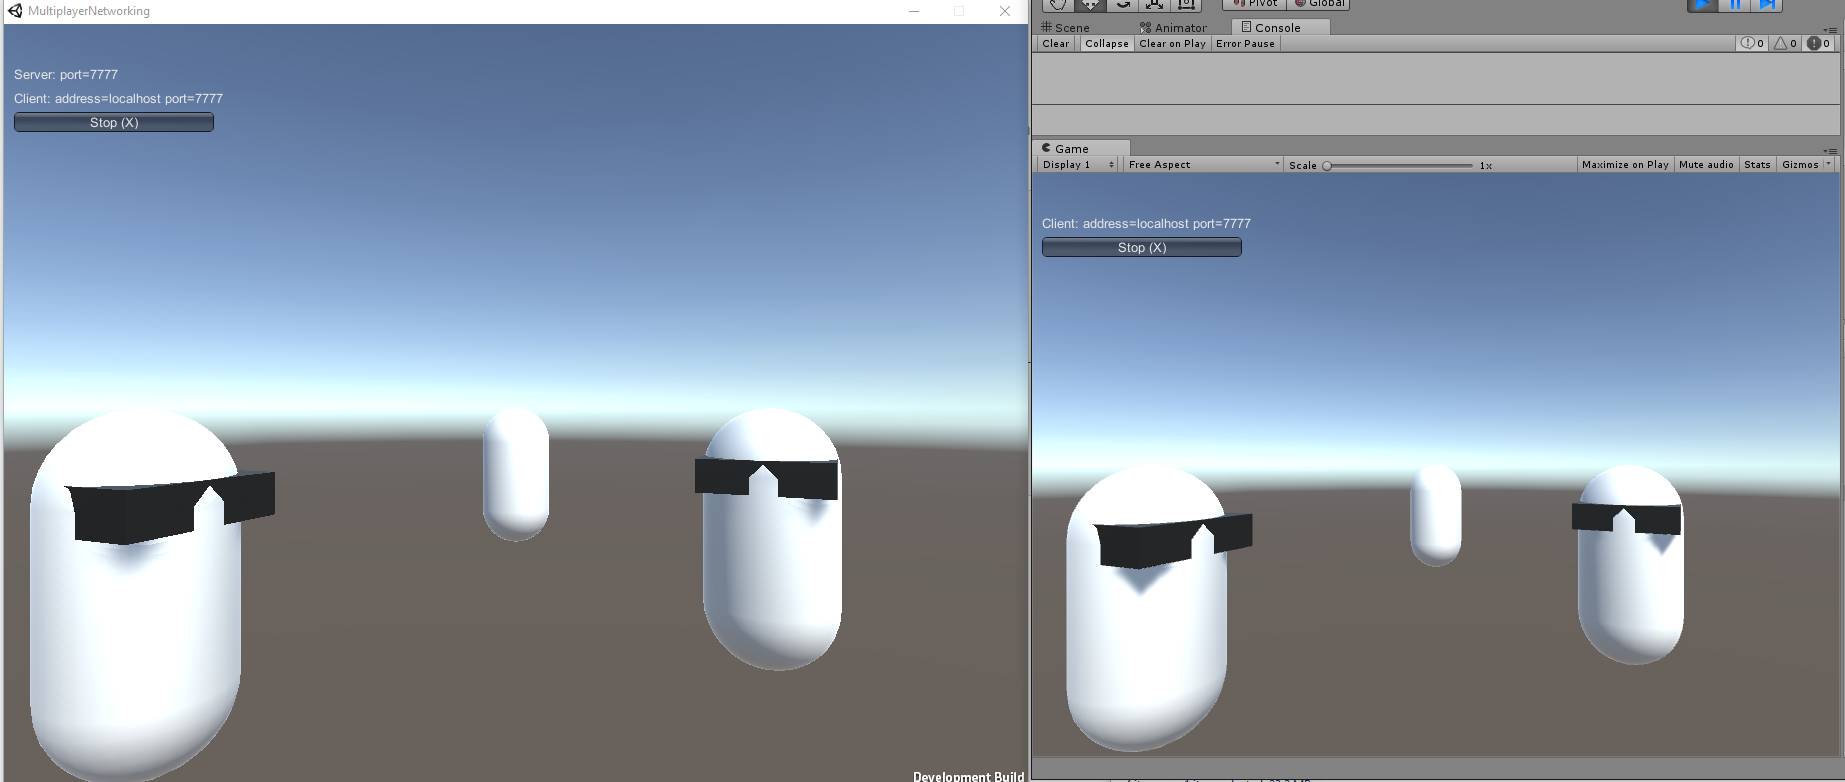 MultiplayerNetworking
Server: port=7777
Client: address=localhost port=7777
Stop (X)
Development Build
Pivot
Global
Scene
Animator
Console
Clear
Collapse
Clear on Play
Error Pause
0
0
0
Game
Display 1
Free Aspect
Scale
1x
Maximize on Play
Mute audio
Stats
Gizmos
Client: address=localhost port=7777
Stop (X)